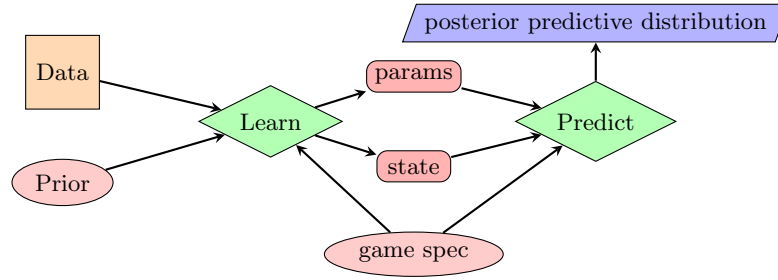 posterior predictive distribution
Data
params
Learn
Predict
state
Prior
game spec